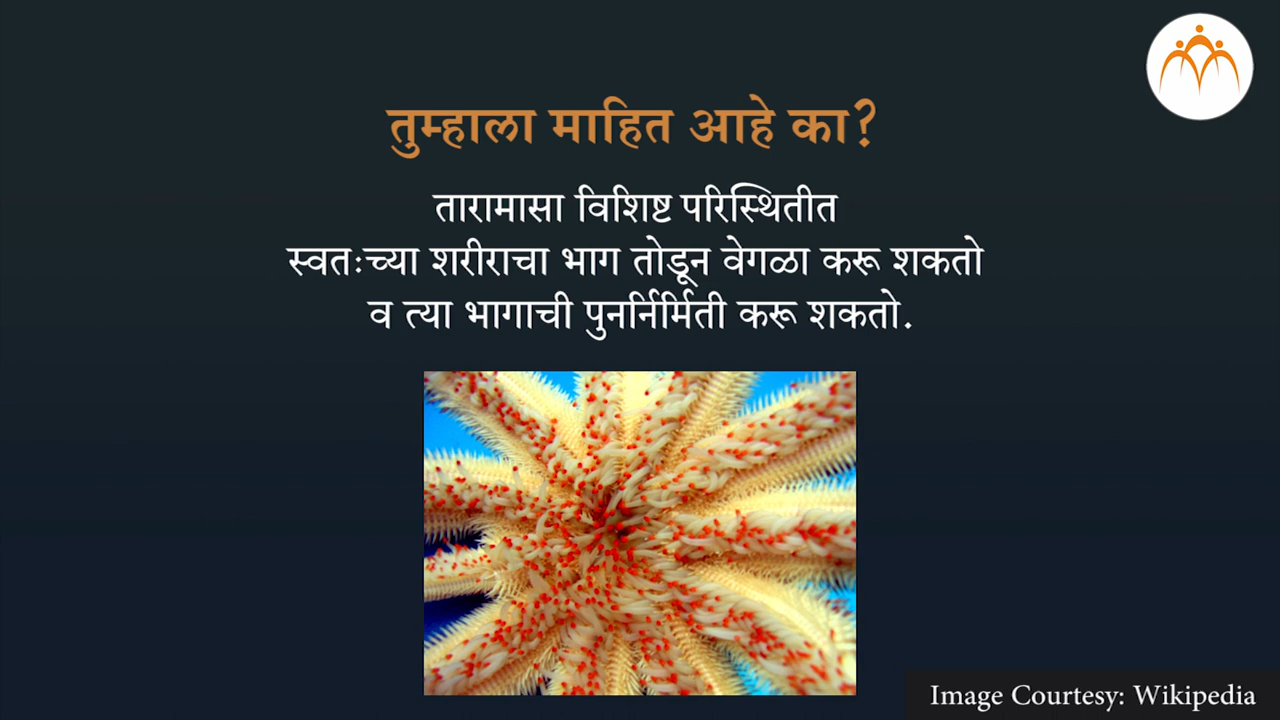 तुम्हाला माहित आहे का?
तारामासा विशिष्ट परिस्थितीत
स्वतःच्या शरीराचा भाग तोडून वेगळा करू शकतो
व त्या भागाची पुनर्निर्मिती करू शकतो.
Image Courtesy: Wikipedia